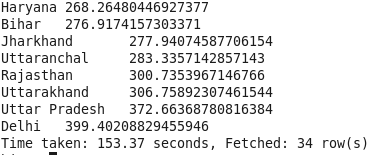 Haryana 268.26480446927377
Bihar 276.9174157303371
Jharkhand 277.94074587706154
Uttaranchal 283.3357142857143
Rajasthan 300.7353967146766
Uttarakhand 306.75892307461544
Uttar Pradesh 372.66368780816384
Delhi 399.40208829455946
Time taken: 153.37 seconds, Fetched: 34 row(s)